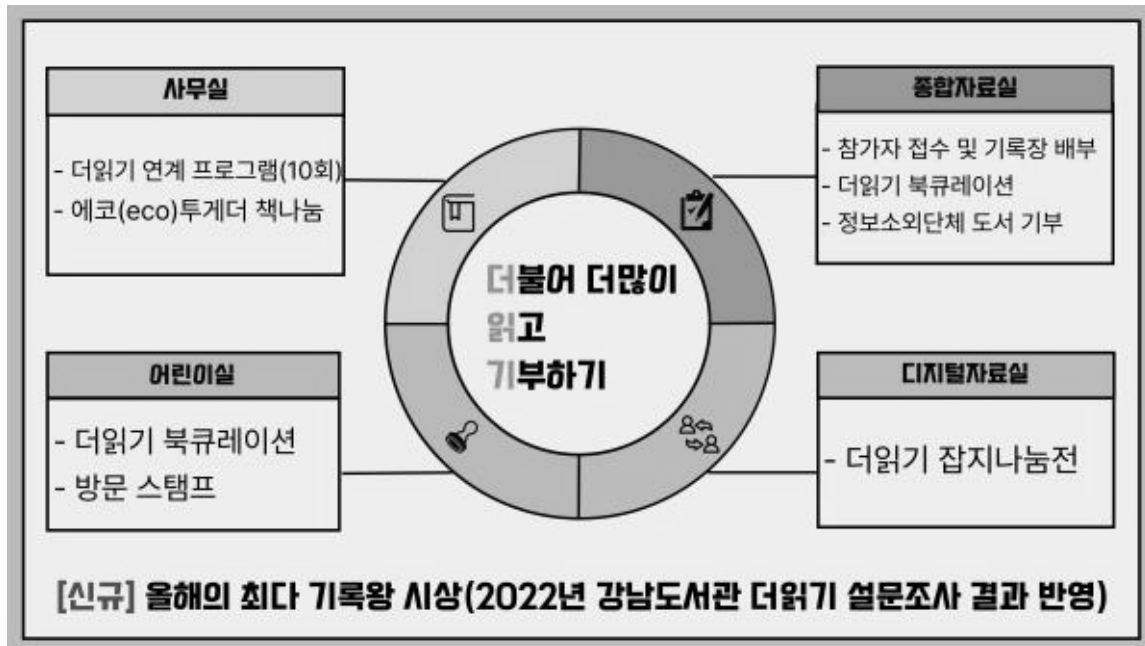 사무실
- 더읽기 연계 프로그램(10회)
- 에코(eco)투게더 책나눔
종합자료실
- 참가자 접수 및 기록장 배부
- 더읽기 북큐레이션
- 정보소외단체 도서 기부
더불어 더많이
읽고
기부하기
어린이실
- 더읽기 북큐레이션
- 방문 스탬프
디지털자료실
- 더읽기 잡지나눔전
[신규] 올해의 최다 기록왕 시상(2022년 강남도서관 더읽기 설문조사 결과 반영)